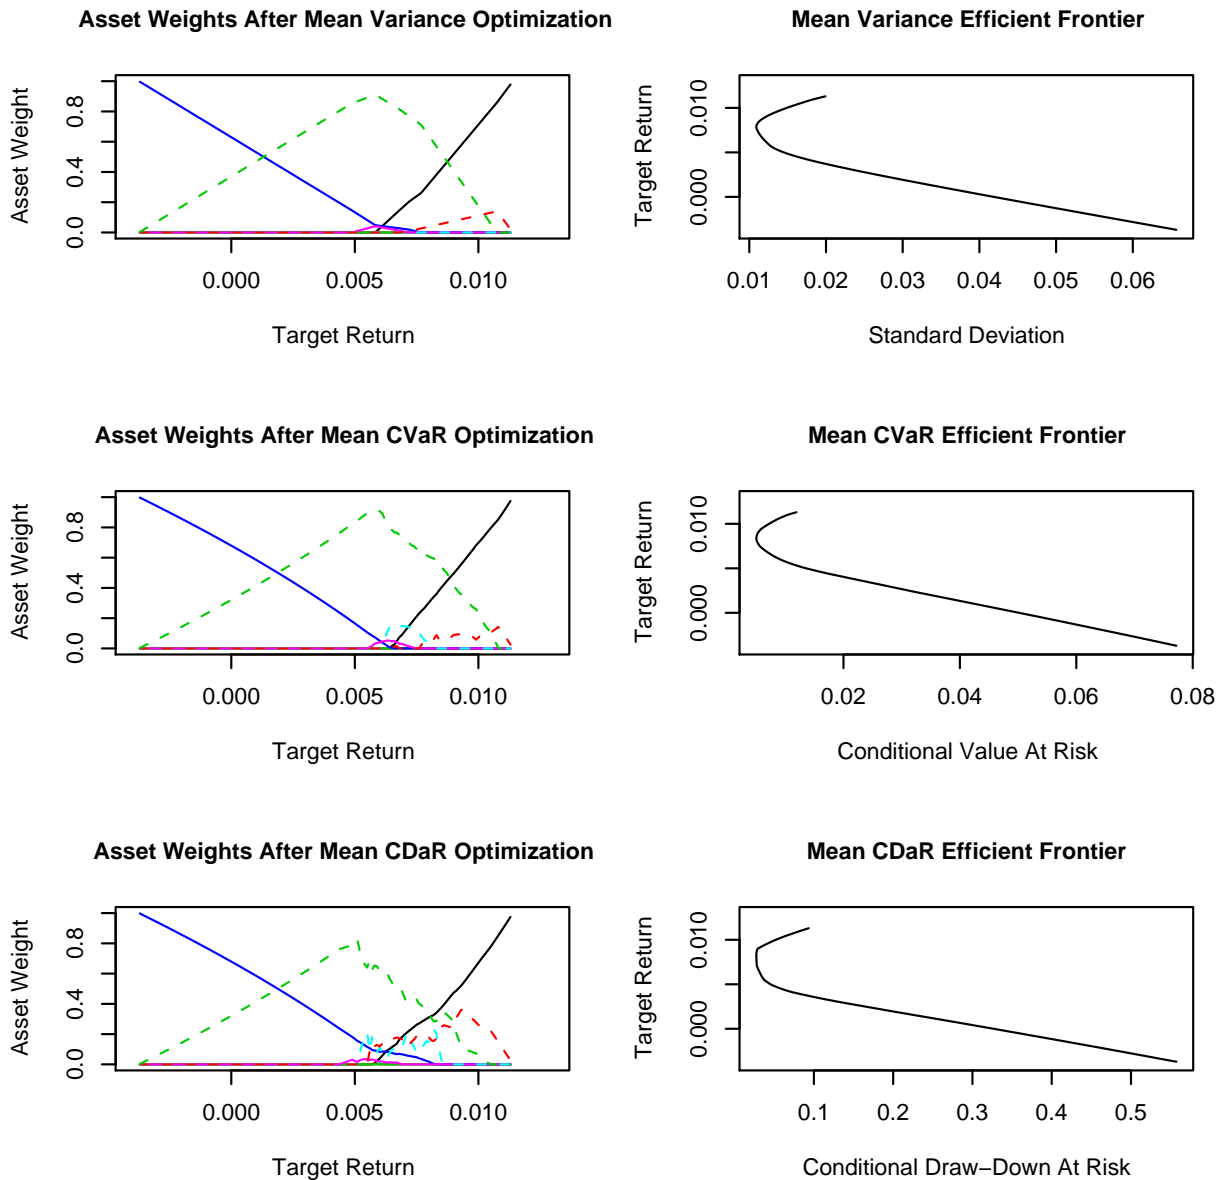 Asset Weights After Mean Variance Optimization
Asset Weight
0.0 0.4 0.8
0.000 0.005 0.010
Target Return
Mean Variance Efficient Frontier
Target Return
0.000 0.010
0.01 0.02 0.03 0.04 0.05 0.06
Standard Deviation
Asset Weights After Mean CVaR Optimization
Asset Weight
0.0 0.4 0.8
0.000 0.005 0.010
Target Return
Mean CVaR Efficient Frontier
Target Return
0.000 0.010
0.02 0.04 0.06 0.08
Conditional Value At Risk
Asset Weights After Mean CDaR Optimization
Asset Weight
0.0 0.4 0.8
0.000 0.005 0.010
Target Return
Mean CDaR Efficient Frontier
Target Return
0.000 0.010
0.1 0.2 0.3 0.4 0.5
Conditional Draw−Down At Risk